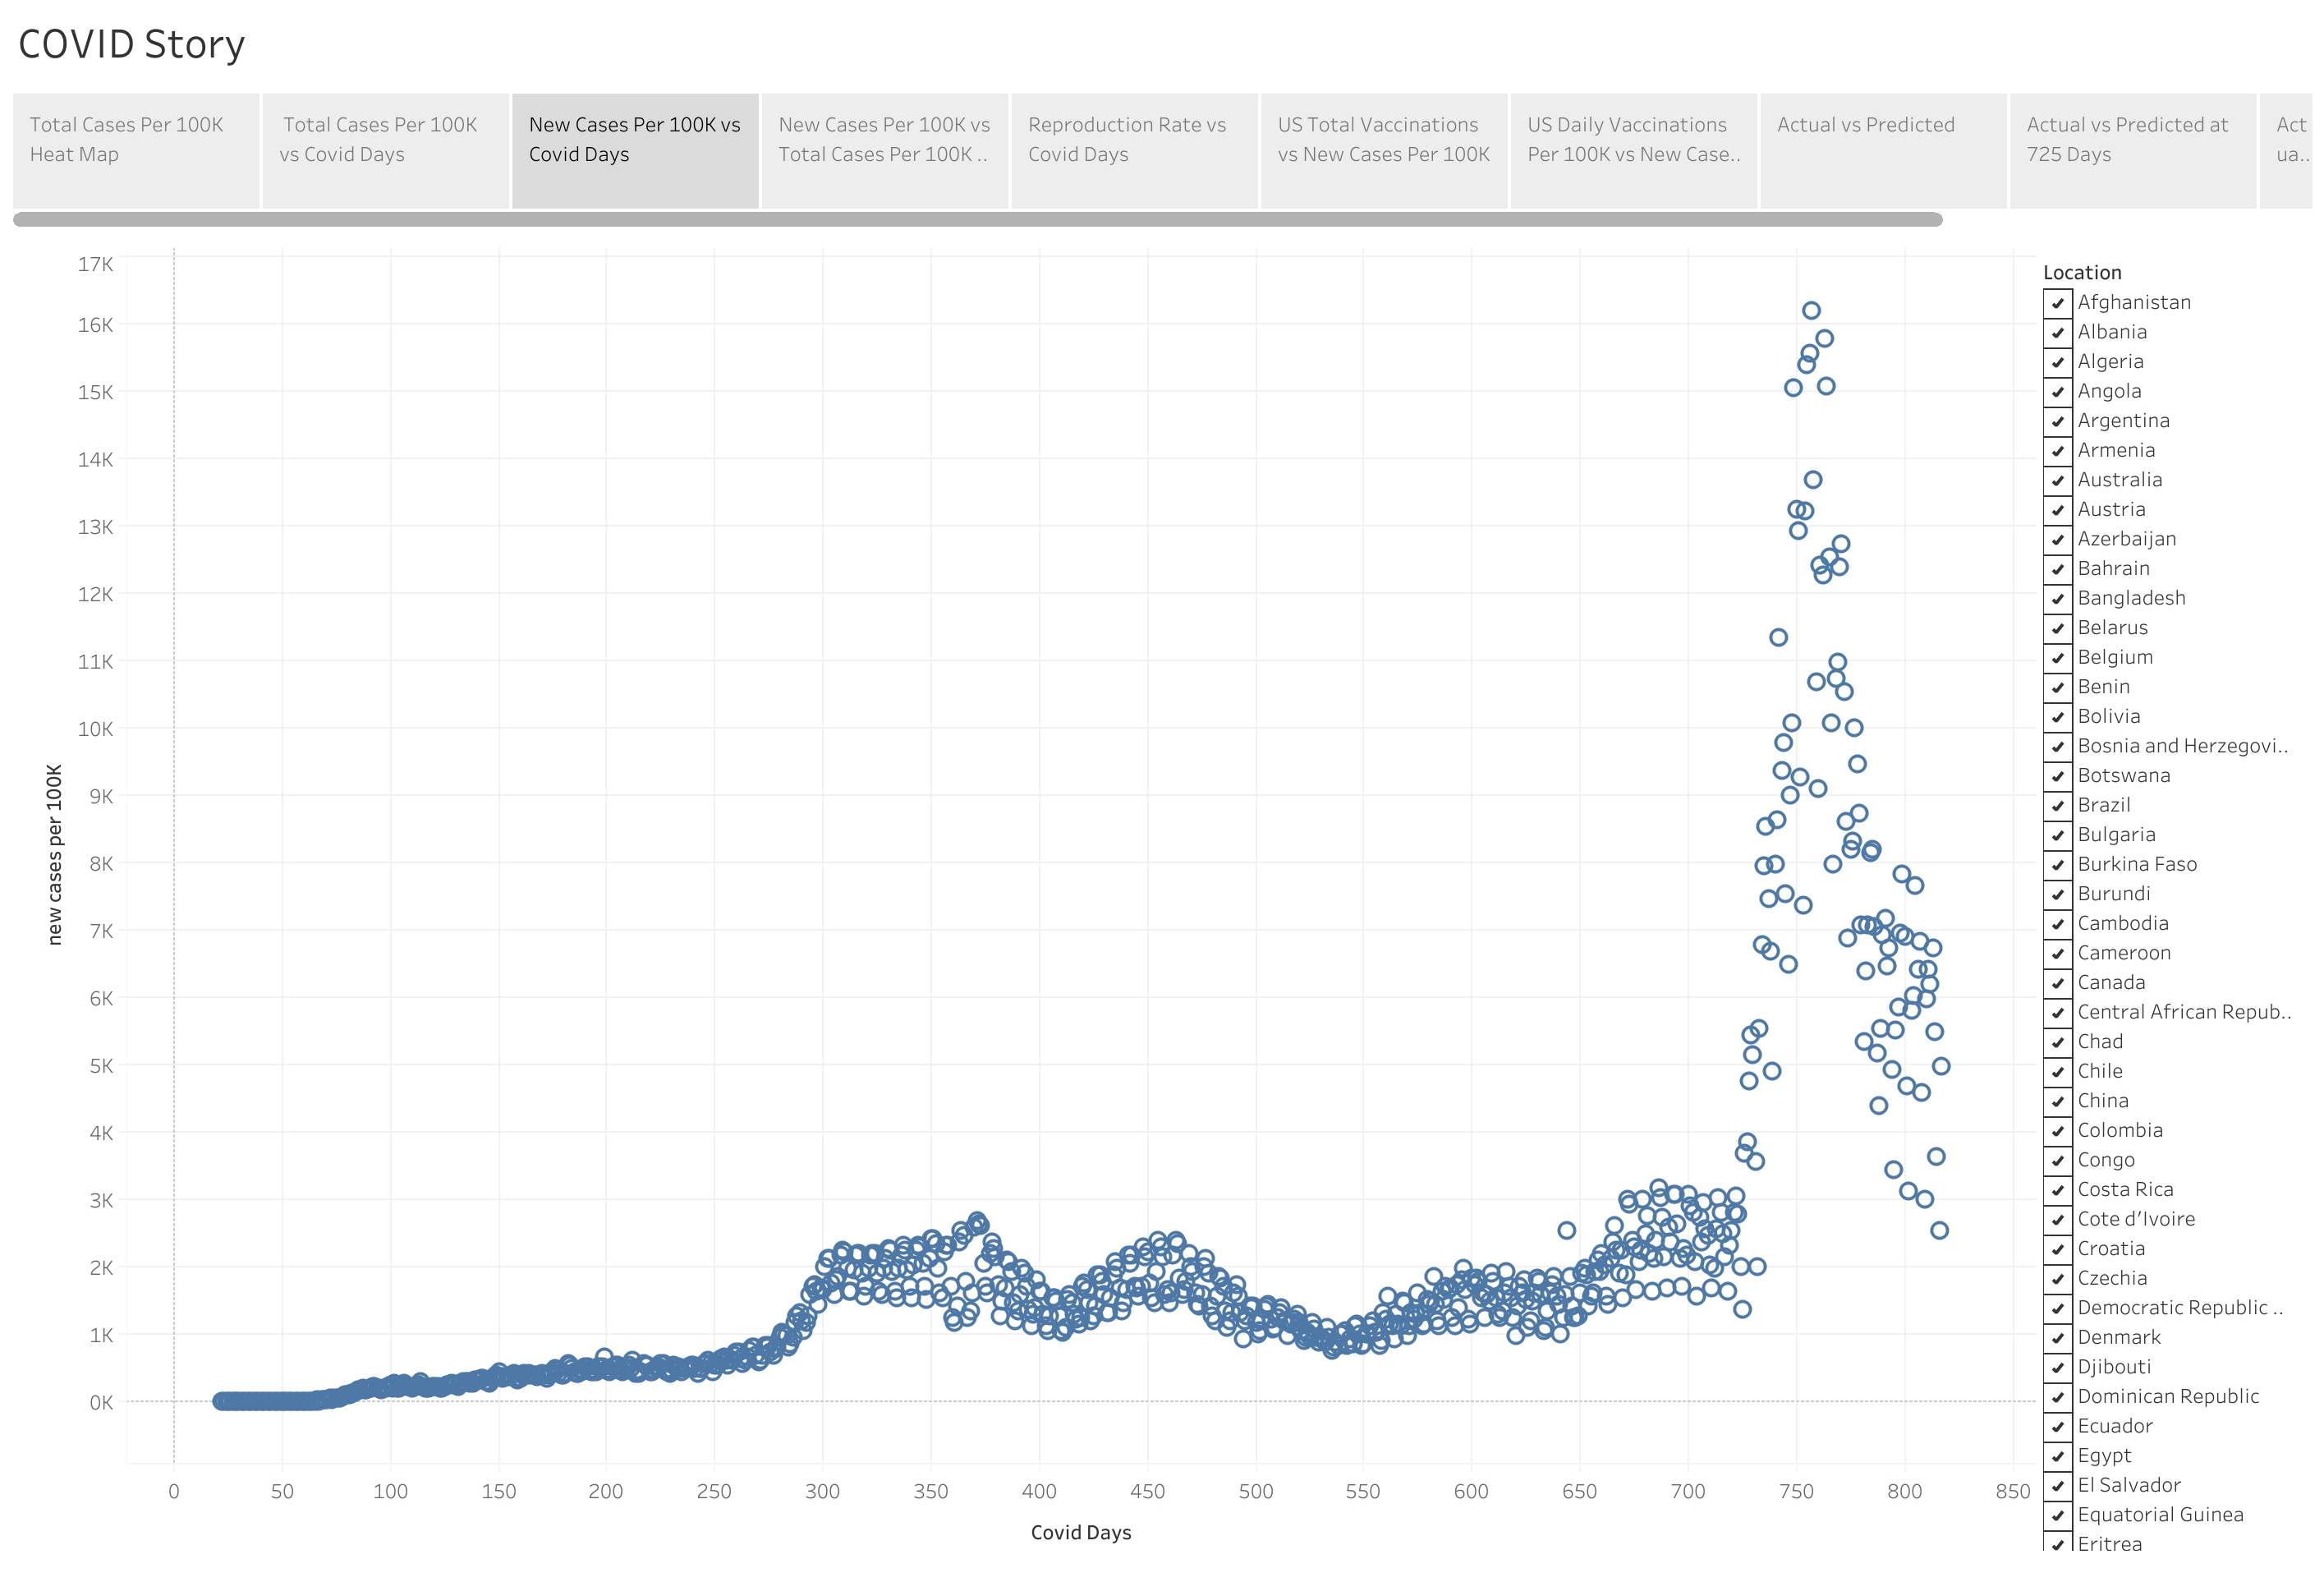 COVID Story
Total Cases Per 100K
Heat Map
Total Cases Per 100K
vs Covid Days
New Cases Per 100K vs
Covid Days
New Cases Per 100K vs
Total Cases Per 100K ..
Reproduction Rate vs
Covid Days
US Total Vaccinations
vs New Cases Per 100K
US Daily Vaccinations
Per 100K vs New Case..
Actual vs Predicted
Actual vs Predicted at
725 Days
Act
ua..
17K
16K
15K
14K
13K
12K
11K
10K
9K
8K
7K
6K
5K
4K
3K
2K
1K
0K
new cases per 100K
0 50 100 150 200 250 300 350 400 450 500 550 600 650 700 750 800 850
Covid Days
Location
Afghanistan
Albania
Algeria
Angola
Argentina
Armenia
Australia
Austria
Azerbaijan
Bahrain
Bangladesh
Belarus
Belgium
Benin
Bolivia
Bosnia and Herzegovi..
Botswana
Brazil
Bulgaria
Burkina Faso
Burundi
Cambodia
Cameroon
Canada
Central African Repub..
Chad
Chile
China
Colombia
Congo
Costa Rica
Cote d’Ivoire
Croatia
Czechia
Democratic Republic ..
Denmark
Djibouti
Dominican Republic
Ecuador
Egypt
El Salvador
Equatorial Guinea
Eritrea